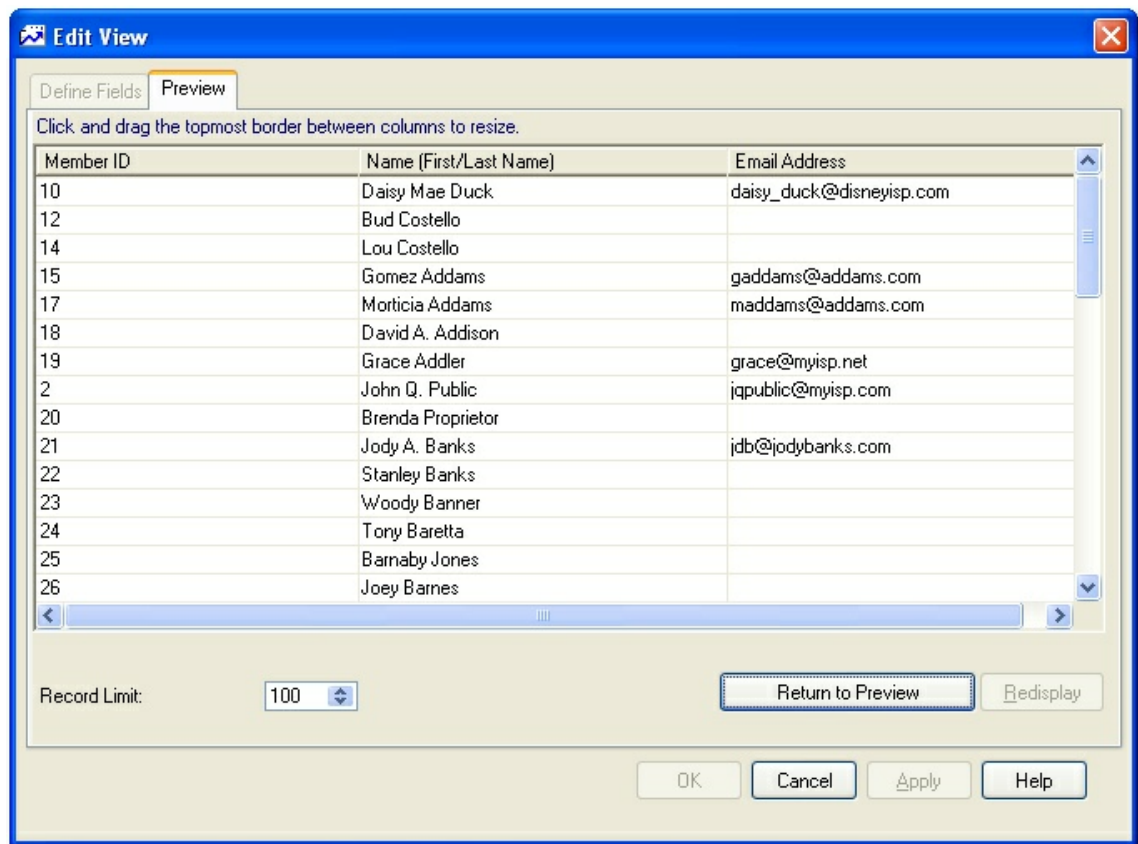 Edit View
Define Fields Preview
Click and drag the topmost border between columns to resize.
Member ID Name (First/Last Name) Email Address
10 Daisy Mae Duck daisy_duck@disneyisp.com
12 Bud Costello
14 Lou Costello
15 Gomez Addams gaddams@addams.com
17 Morticia Addams maddams@addams.com
18 David A. Addison
19 Grace Addler grace@myisp.net
2 John Q. Public jqpublic@myisp.com
20 Brenda Proprietor
21 Jody A. Banks jdb@jodybanks.com
22 Stanley Banks
23 Woody Banner
24 Tony Baretta
25 Barnaby Jones
26 Joey Barnes
Record Limit: 100 Return to Preview Redisplay
OK Cancel Apply Help